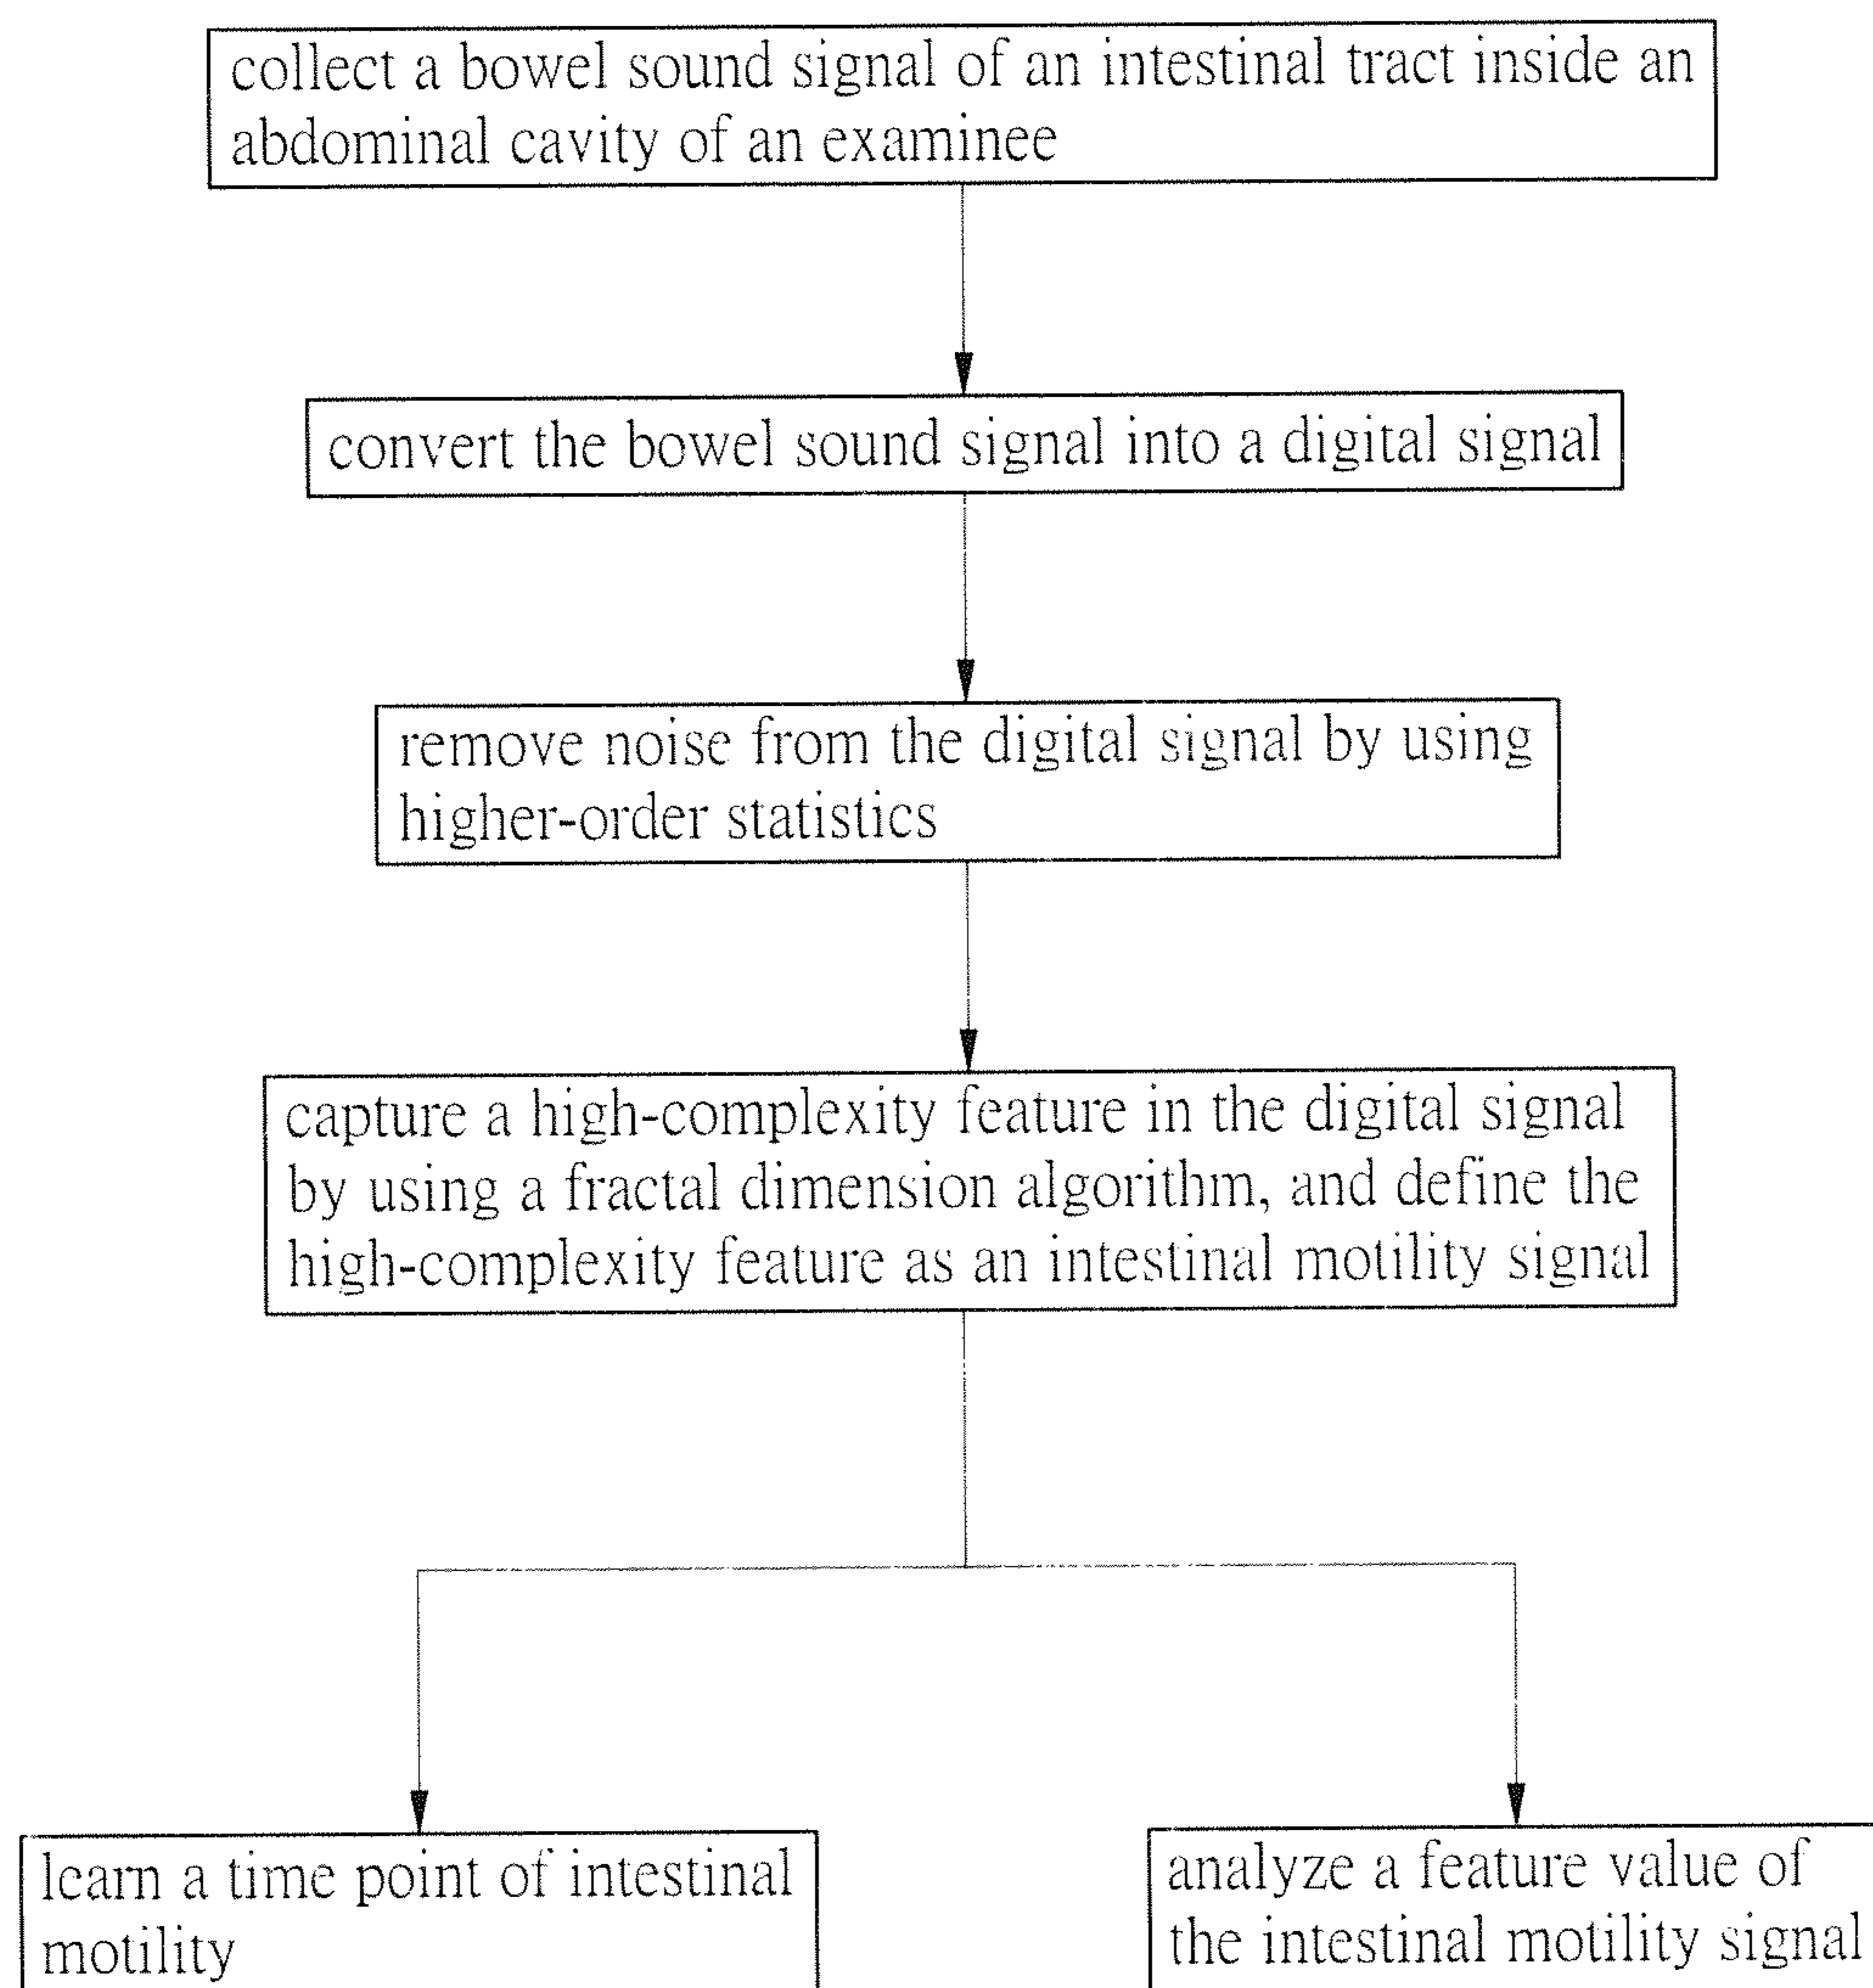 collect a bowel sound signal of an intestinal tract inside an
abdominal cavity of an examinee
convert the bowel sound signal into a digital signal
remove noise from the digital signal by using
higher-order statistics
capture a high-complexity feature in the digital signal
by using a fractal dimension algorithm, and define the
high-complexity feature as an intestinal motility signal
learn a time point of intestinal
motility
analyze a feature value of
the intestinal motility signal